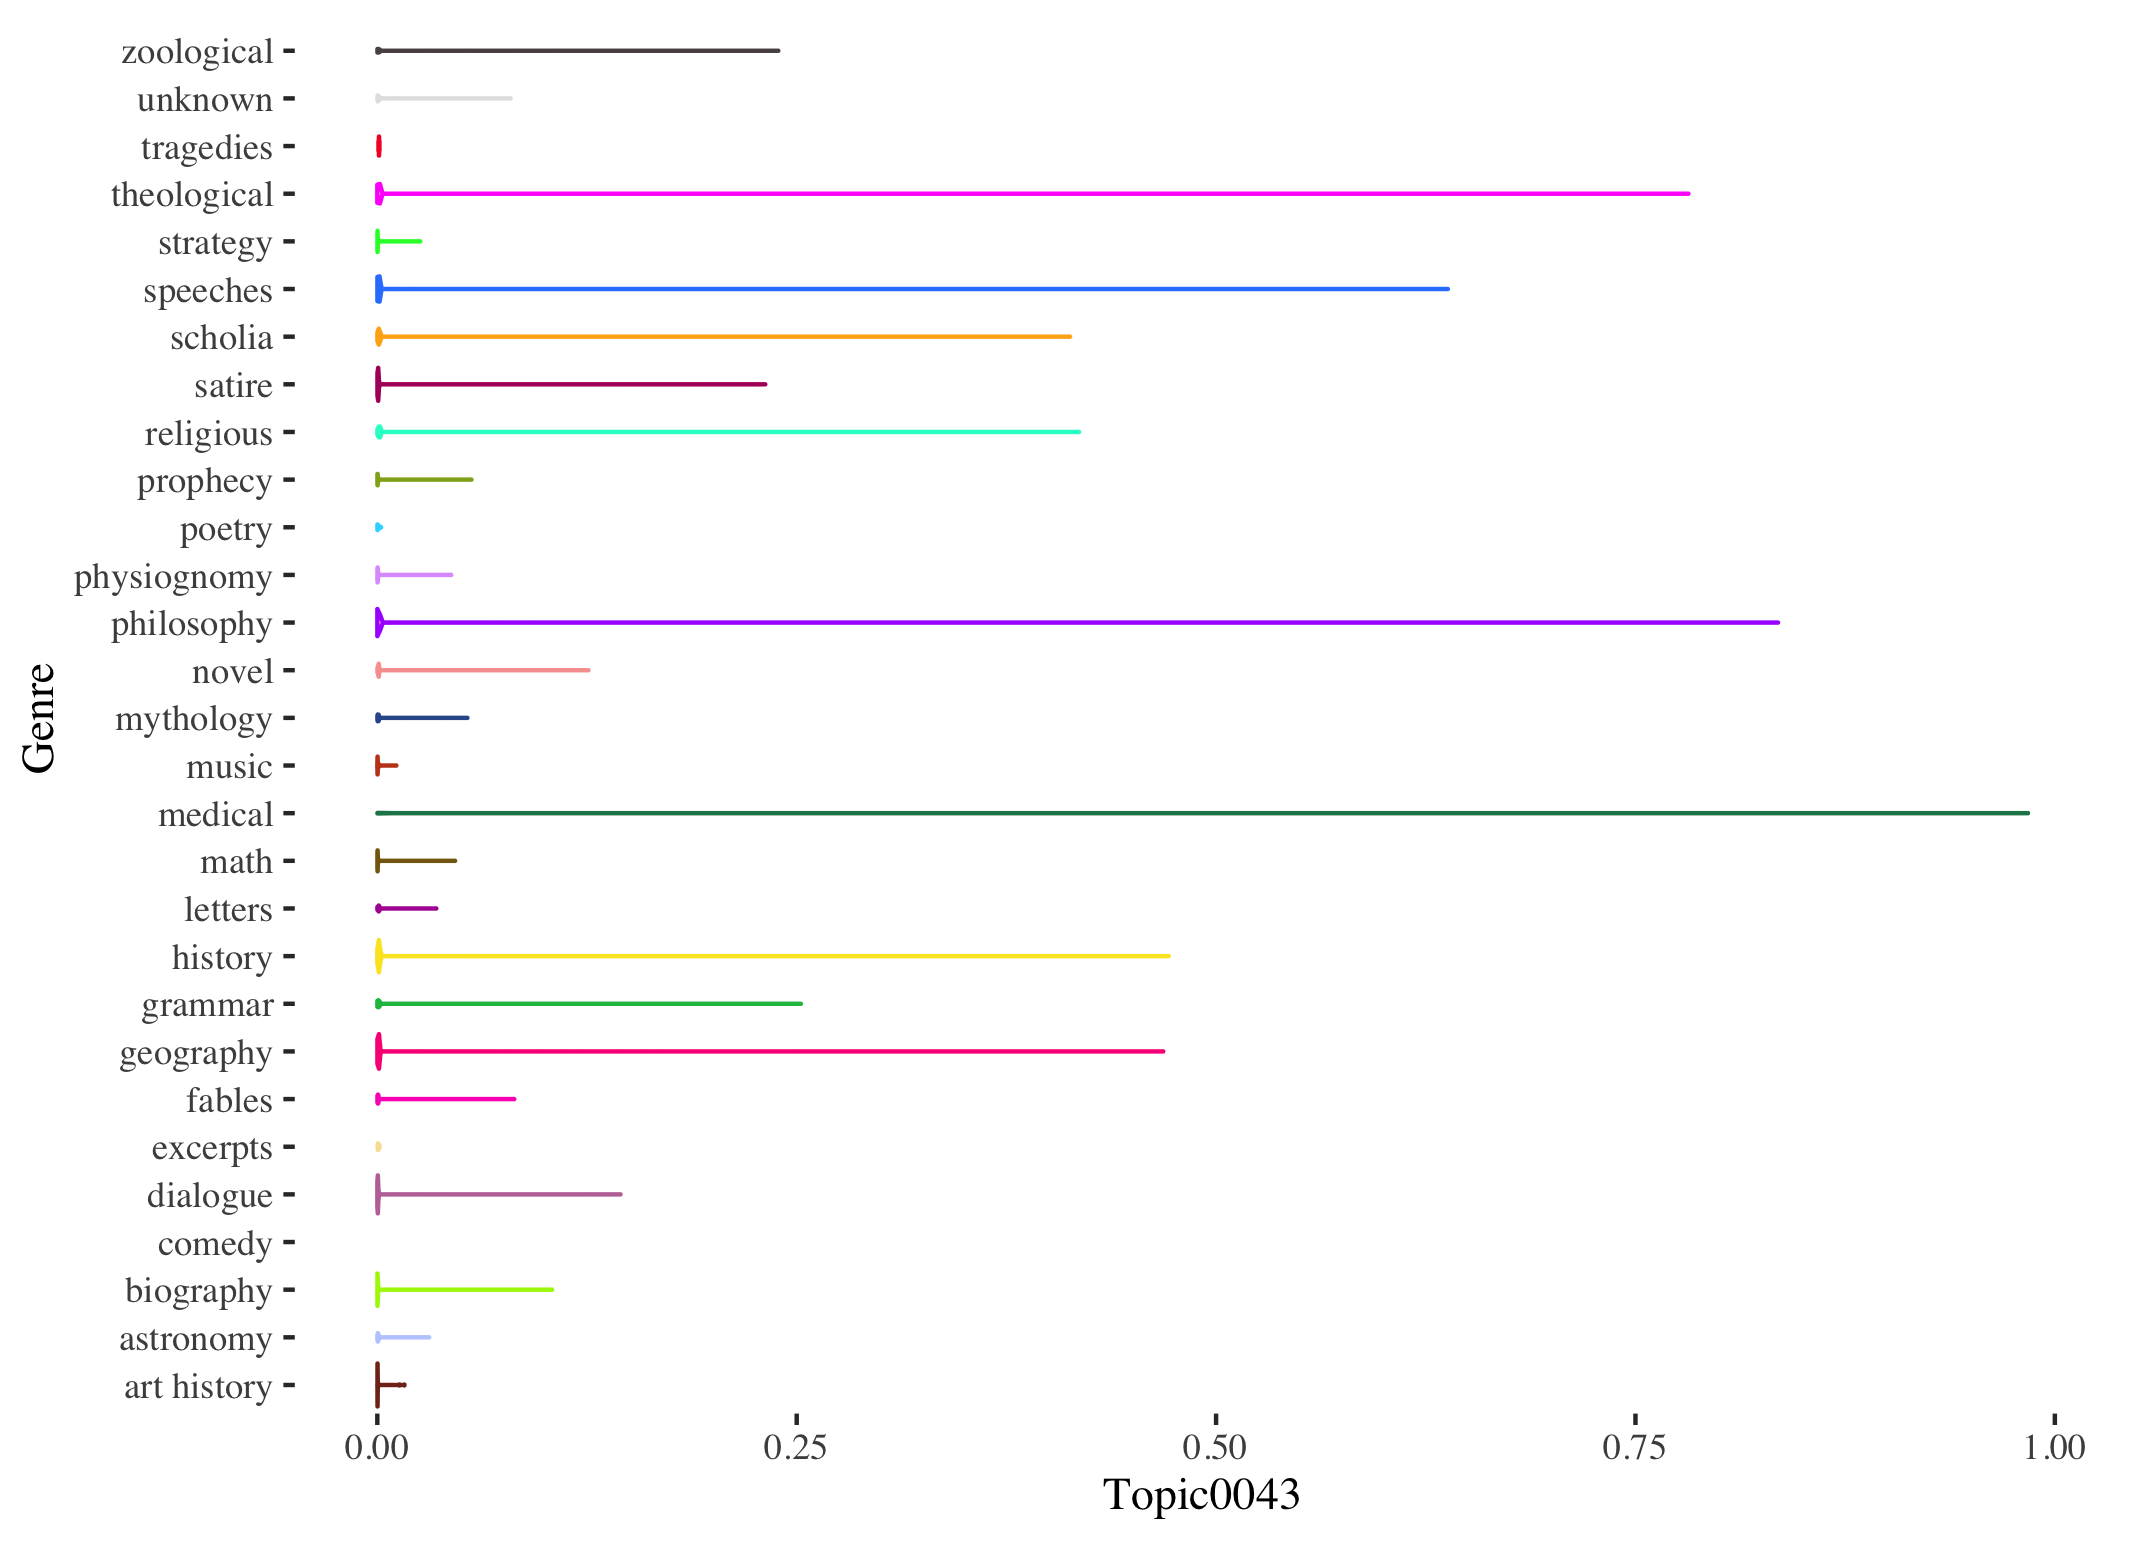 zoological
unknown
tragedies
theological
strategy
speeches
scholia
satire
religious
prophecy
poetry
physiognomy
philosophy
novel
mythology
music
medical
math
letters
history
grammar
geography
fables
excerpts
dialogue
comedy
biography
astronomy
art history
Genre
0.00 0.25 0.50 0.75 1.00
Topic0043